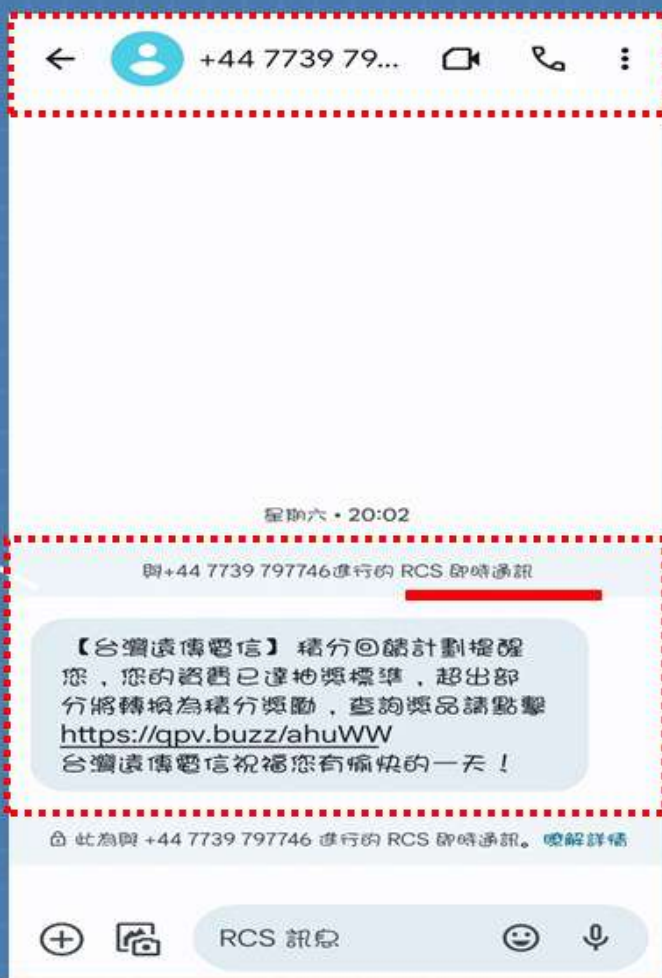 +44 7739 79...
星期六 • 20:02
與+44 7739 797746進行的 RCS 即時通訊
【台灣遠傳電信】積分回饋計劃提醒
您，您的資費已達抽獎標準，超出部
分將轉換為積分獎勵，查詢獎品請點擊
https://qpv.buzz/ahuWW
台灣遠傳電信祝福您有愉快的一天！
此為與 +44 7739 797746 進行的 RCS 即時通訊。瞭解詳情
RCS 訊息